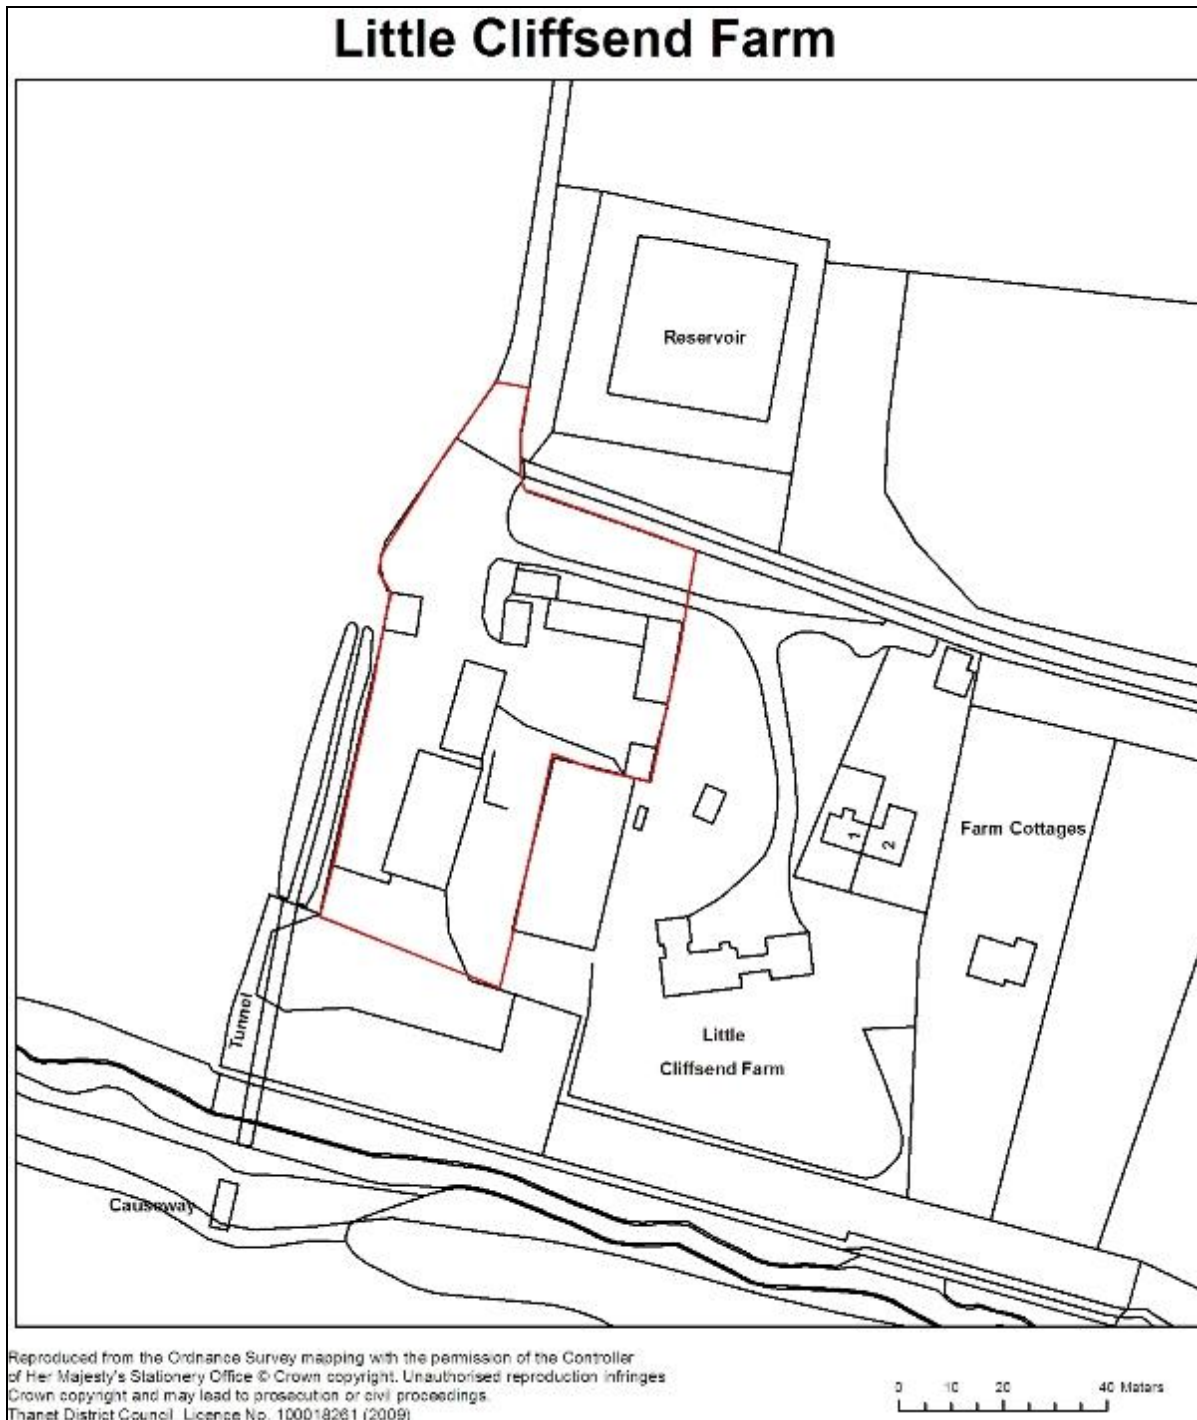 Little Cliffsend Farm
Reservoir
Farm Cottages
1
2
Little
Cliffsend Farm
Tunnel
Causeway
Reproduced from the Ordnance Survey mapping with the permission of the Controller
of Her Majesty's Stationery Office © Crown copyright. Unauthorised reproduction infringes
Crown copyright and may lead to prosecution or civil proceedings.
Thanet District Council Licence No. 100018261 (2009)
0 10 20 40 Meters